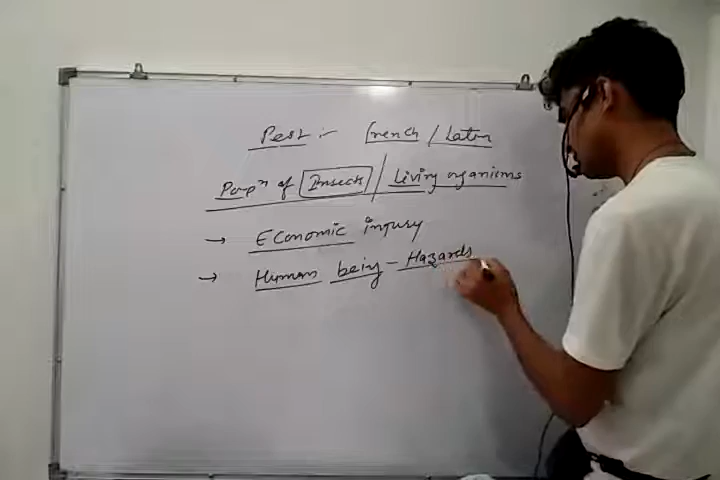 Pest :- French / Latin
Popⁿ of Insects / Living organisms
→ Economic injury
→ Human being - Hazards